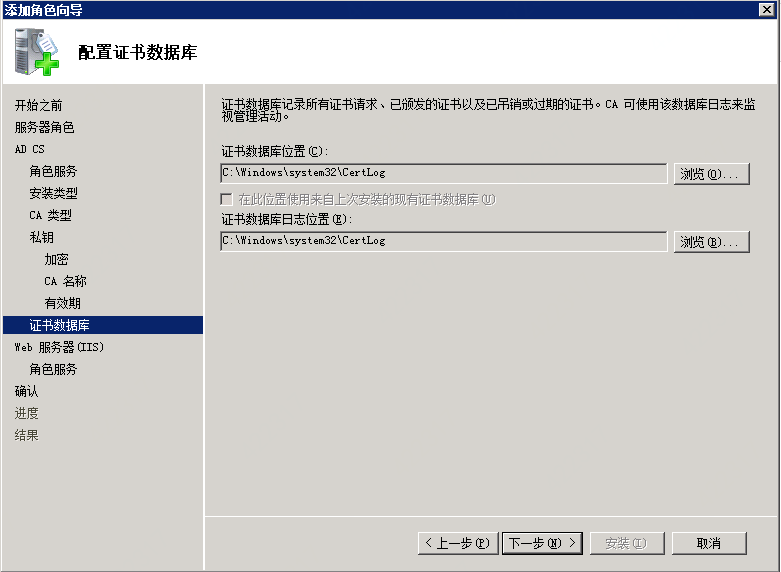 添加角色向导
配置证书数据库
开始之前
服务器角色
AD CS
角色服务
安装类型
CA 类型
私钥
加密
CA 名称
有效期
证书数据库
Web 服务器(IIS)
角色服务
确认
进度
结果
证书数据库记录所有证书请求、已颁发的证书以及已吊销或过期的证书。CA 可使用该数据库日志来监
视管理活动。
证书数据库位置(C):
C:\Windows\system32\CertLog
浏览(O)...
在此位置使用来自上次安装的现有证书数据库(U)
证书数据库日志位置(E):
C:\Windows\system32\CertLog
浏览(B)...
< 上一步(P)
下一步(N) >
安装(I)
取消